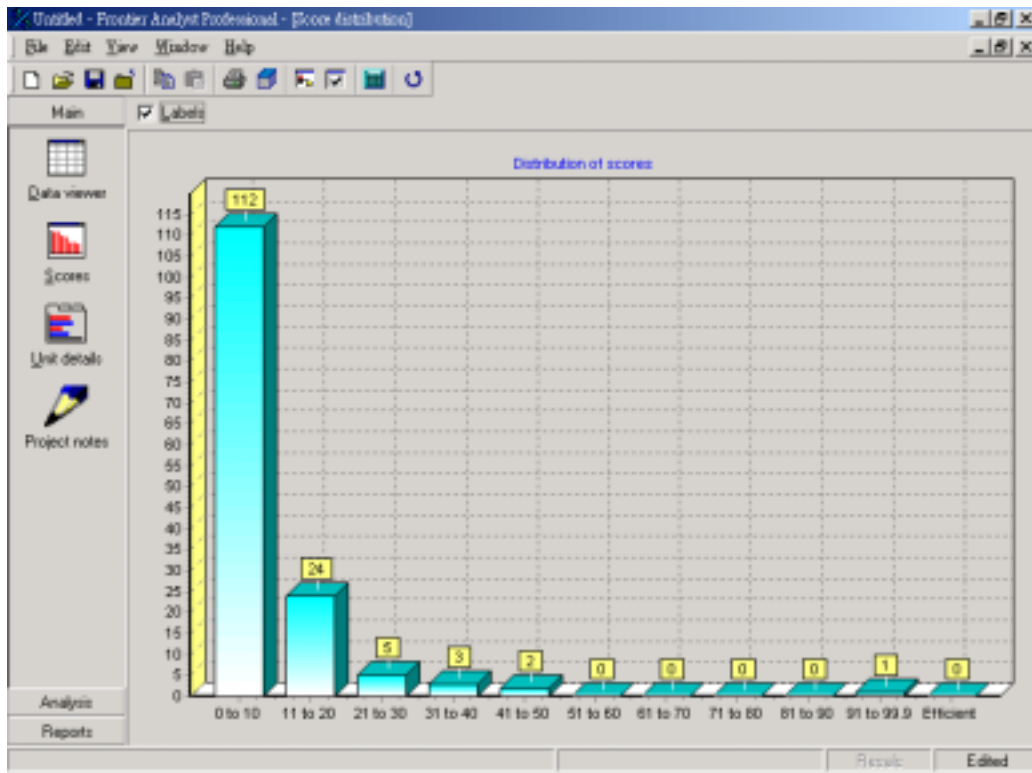 Untitled - Frontier Analyst Professional - [Score distribution]
File Edit View Window Help
Main
Labels
Data viewer
Scores
Unit details
Project notes
Analysis
Reports
Distribution of scores
115
110
105
100
95
90
85
80
75
70
65
60
55
50
45
40
35
30
25
20
15
10
5
0
112
24
5
3
2
0
0
0
0
1
0
0 to 10 11 to 20 21 to 30 31 to 40 41 to 50 51 to 60 61 to 70 71 to 80 81 to 90 91 to 99.9 Efficient
Edited